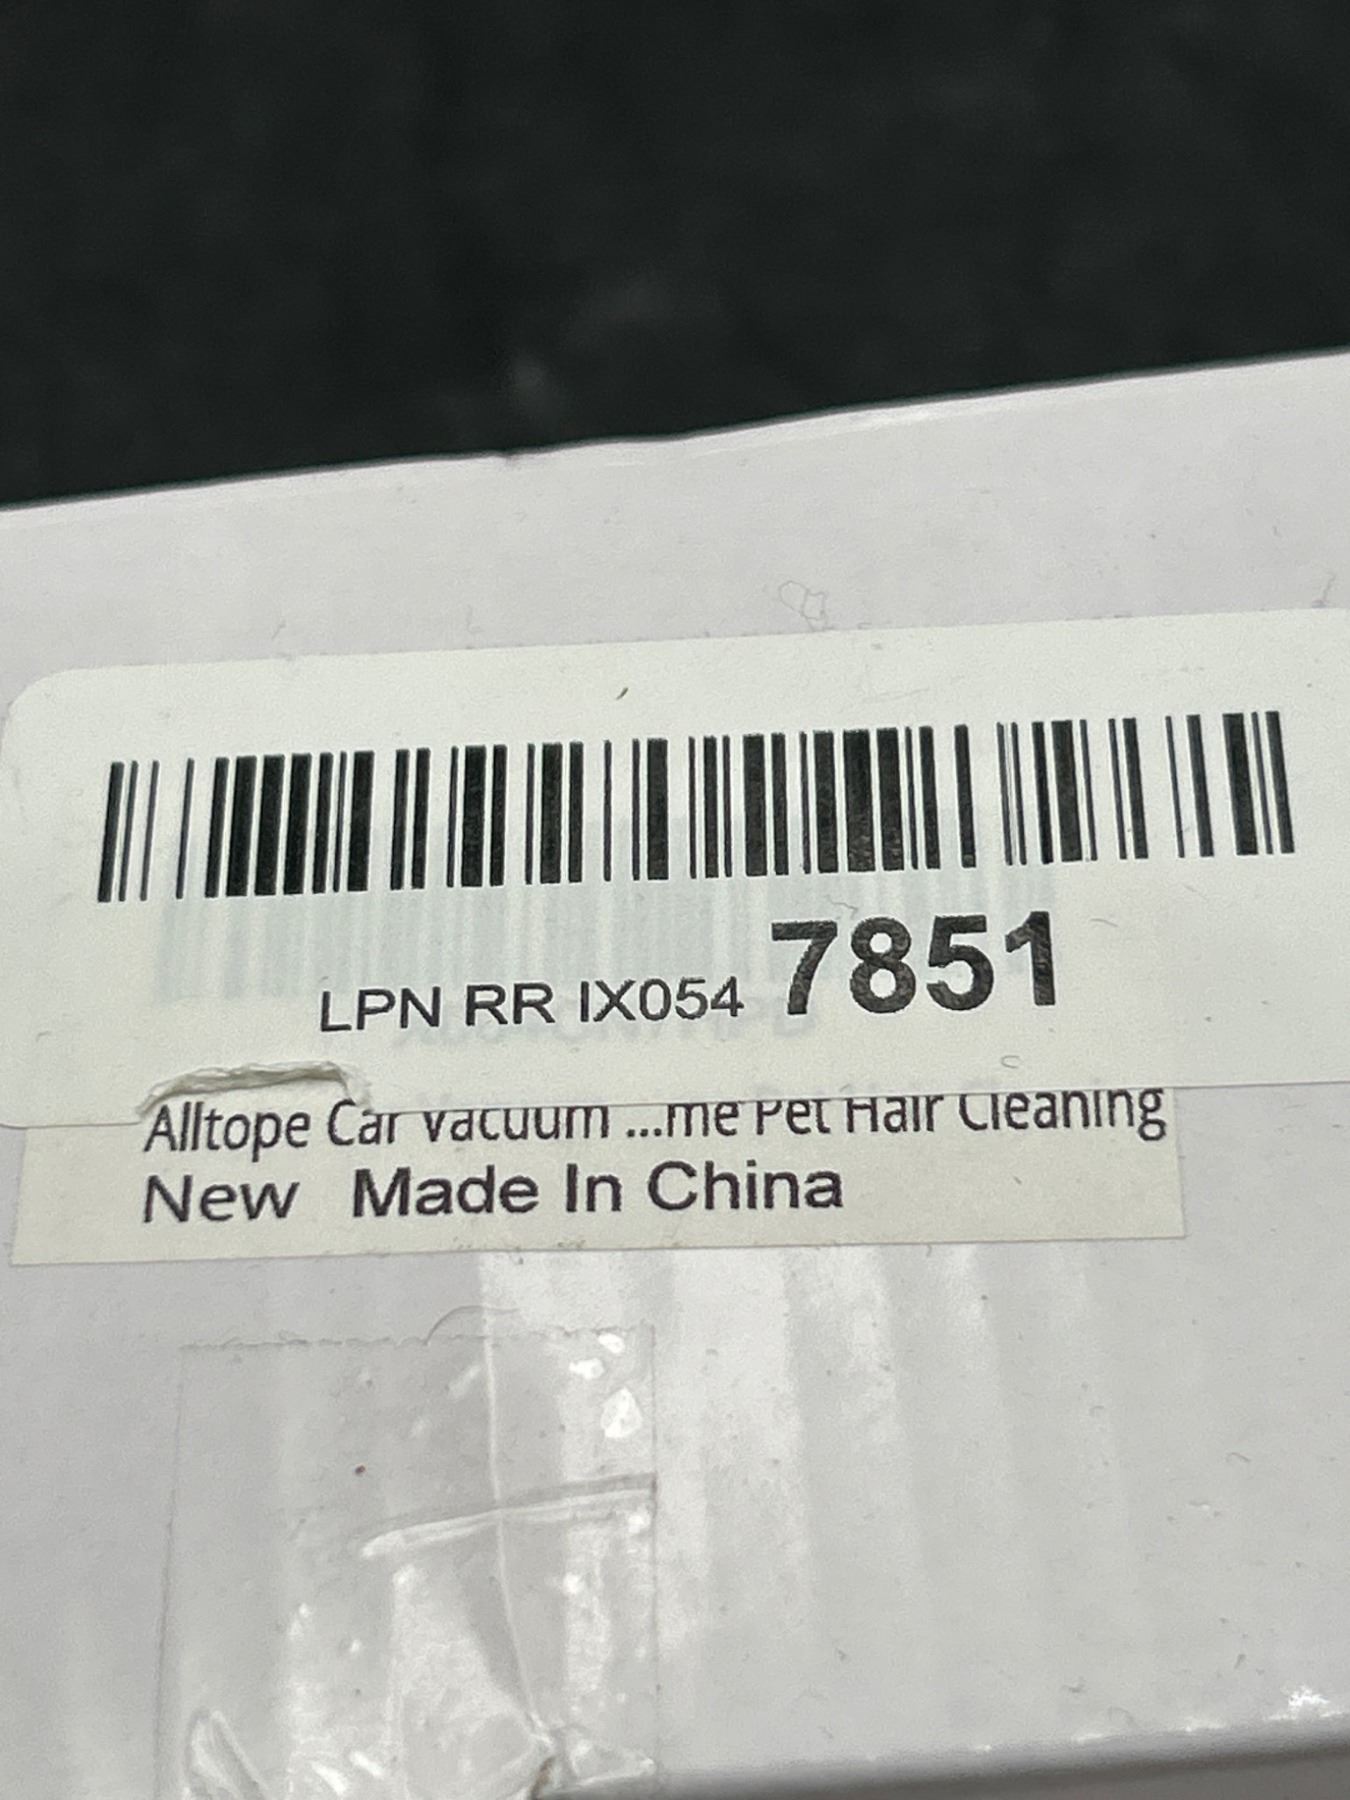 LPN RR IX054 7851
Alltope Car Vacuum ...me Pet Hair Cleaning
New Made In China